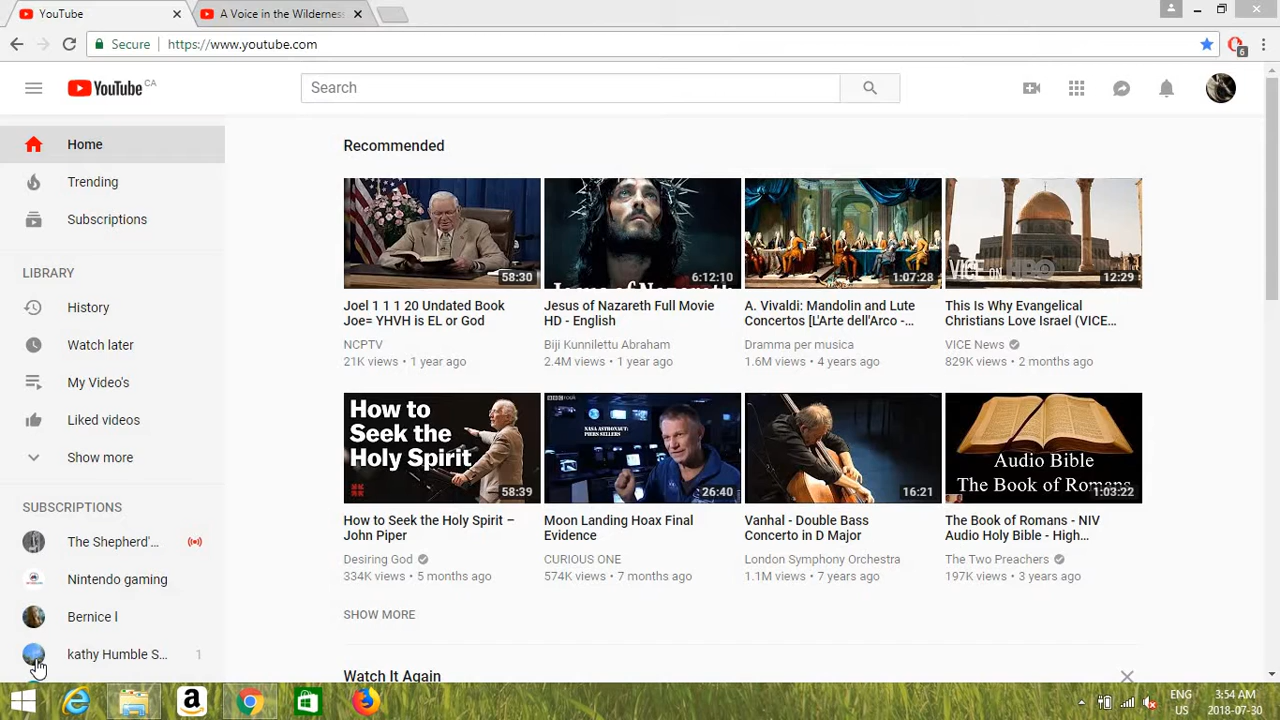 YouTube
A Voice in the Wilderness
Secure
https://www.youtube.com
6
YouTube CA
Search
Home
Trending
Subscriptions
LIBRARY
History
Watch later
My Video's
Liked videos
Show more
SUBSCRIPTIONS
The Shepherd'...
Nintendo gaming
Bernice l
kathy Humble S...
1
Recommended
58:30
Joel 1 1 1 20 Undated Book
Joe= YHVH is EL or God
NCPTV
21K views • 1 year ago
6:12:10
Jesus of Nazareth Full Movie
HD - English
Biji Kunnilettu Abraham
2.4M views • 1 year ago
1:07:28
A. Vivaldi: Mandolin and Lute
Concertos [L'Arte dell'Arco -...
Dramma per musica
1.6M views • 4 years ago
VICE ON HBO
12:29
This Is Why Evangelical
Christians Love Israel (VICE...
VICE News
829K views • 2 months ago
How to
Seek the
Holy Spirit
58:39
How to Seek the Holy Spirit –
John Piper
Desiring God
334K views • 5 months ago
NASA ASTRONAUT:
PIERS SELLERS
26:40
Moon Landing Hoax Final
Evidence
CURIOUS ONE
574K views • 7 months ago
16:21
Vanhal - Double Bass
Concerto in D Major
London Symphony Orchestra
1.1M views • 7 years ago
Audio Bible
The Book of Romans
1:03:22
The Book of Romans - NIV
Audio Holy Bible - High...
The Two Preachers
197K views • 3 years ago
SHOW MORE
Watch It Again
ENG
US
3:54 AM
2018-07-30